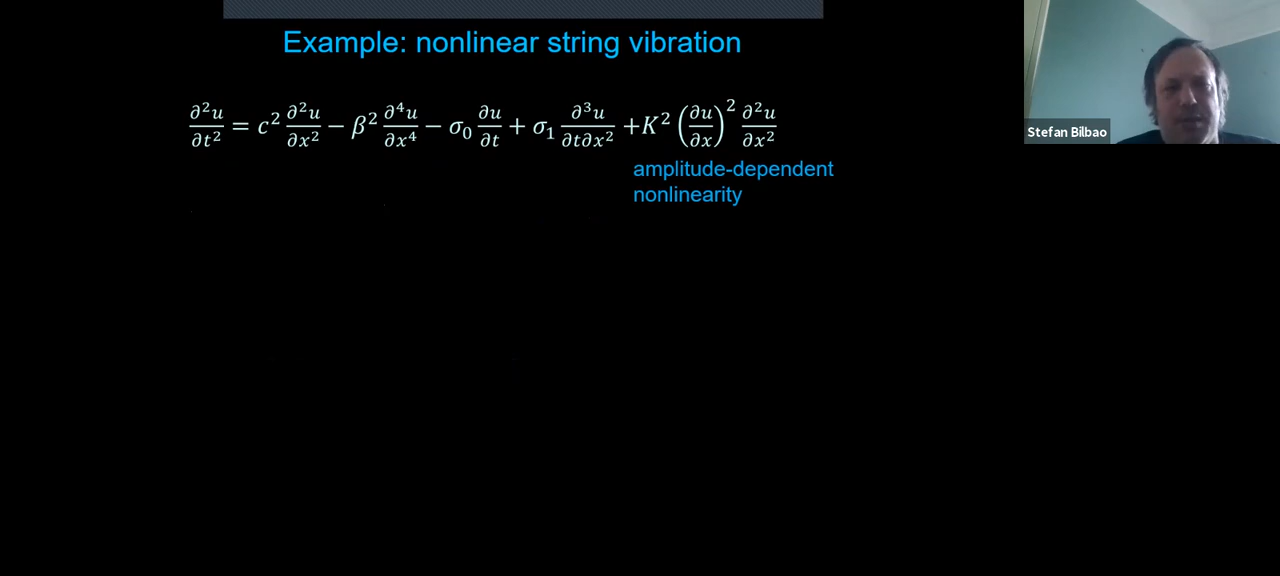 Example: nonlinear string vibration
∂²u/∂t² = c² ∂²u/∂x² − β² ∂⁴u/∂x⁴ − σ₀ ∂u/∂t + σ₁ ∂³u/∂t∂x² +K² (∂u/∂x)² ∂²u/∂x²
amplitude-dependent
nonlinearity
Stefan Bilbao